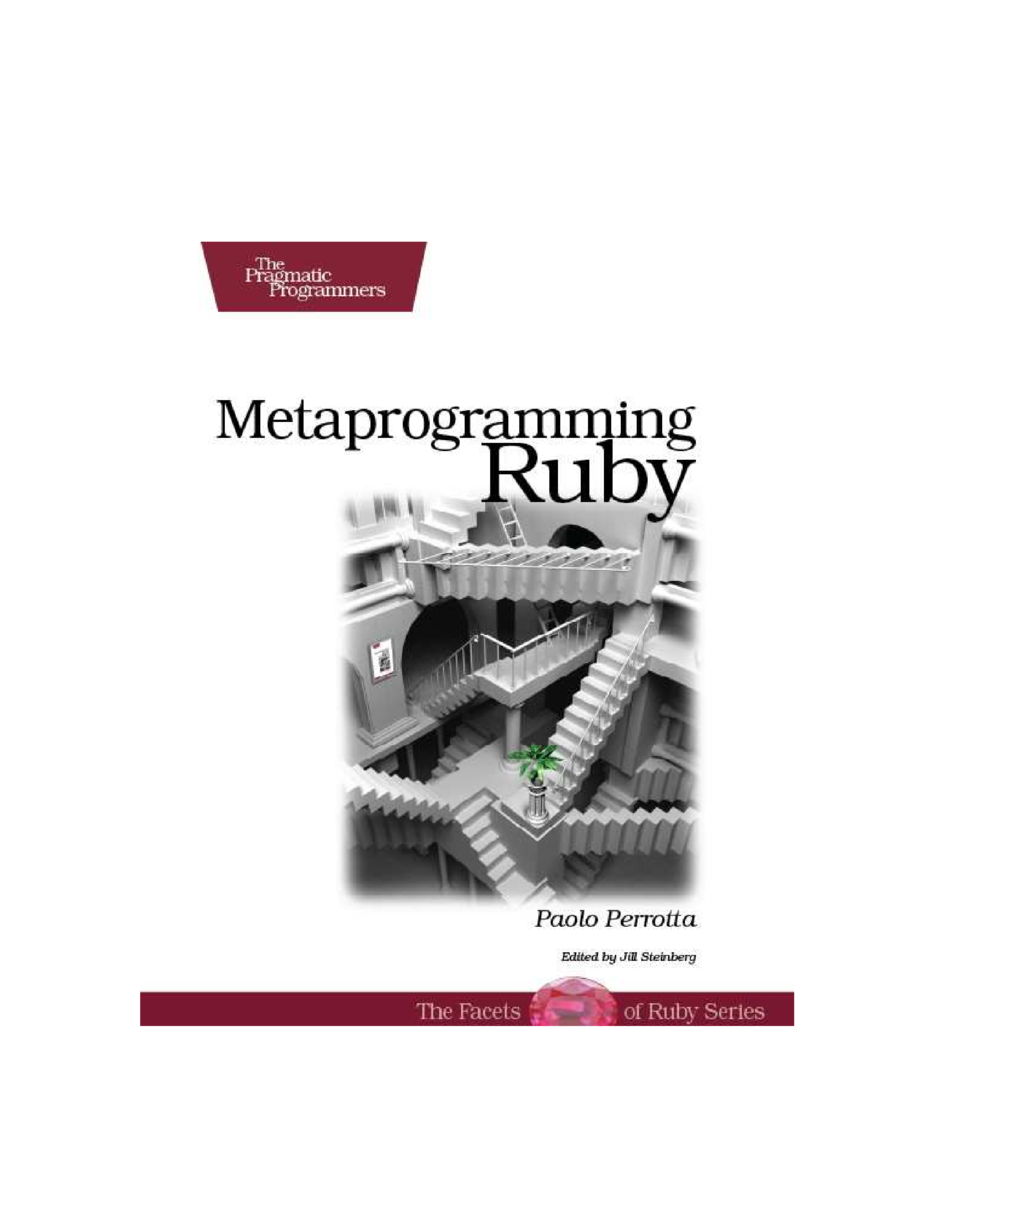 The
Pragmatic
Programmers
Metaprogramming
Ruby
Paolo Perrotta
Edited by Jill Steinberg
The Facets of Ruby Series